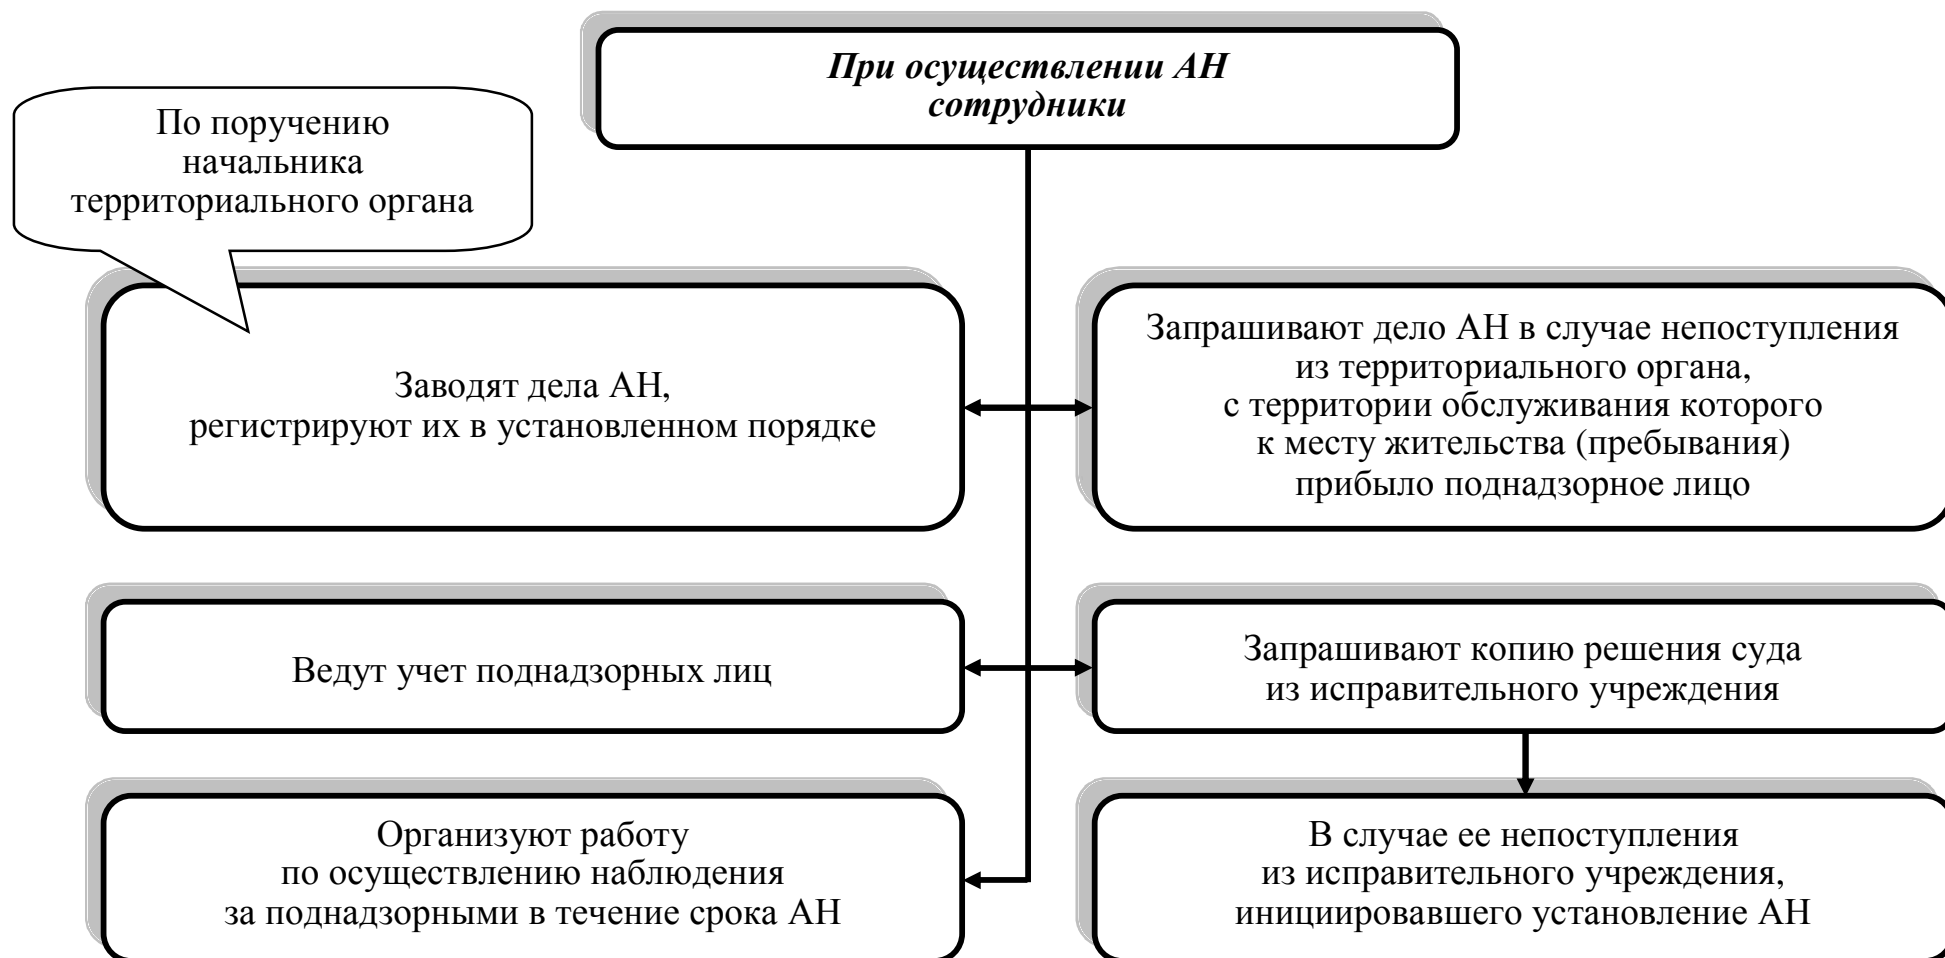 При осуществлении АН
сотрудники
По поручению
начальника
территориального органа
Заводят дела АН,
регистрируют их в установленном порядке
Запрашивают дело АН в случае непоступления
из территориального органа,
с территории обслуживания которого
к месту жительства (пребывания)
прибыло поднадзорное лицо
Ведут учет поднадзорных лиц
Запрашивают копию решения суда
из исправительного учреждения
Организуют работу
по осуществлению наблюдения
за поднадзорными в течение срока АН
В случае ее непоступления
из исправительного учреждения,
инициировавшего установление АН